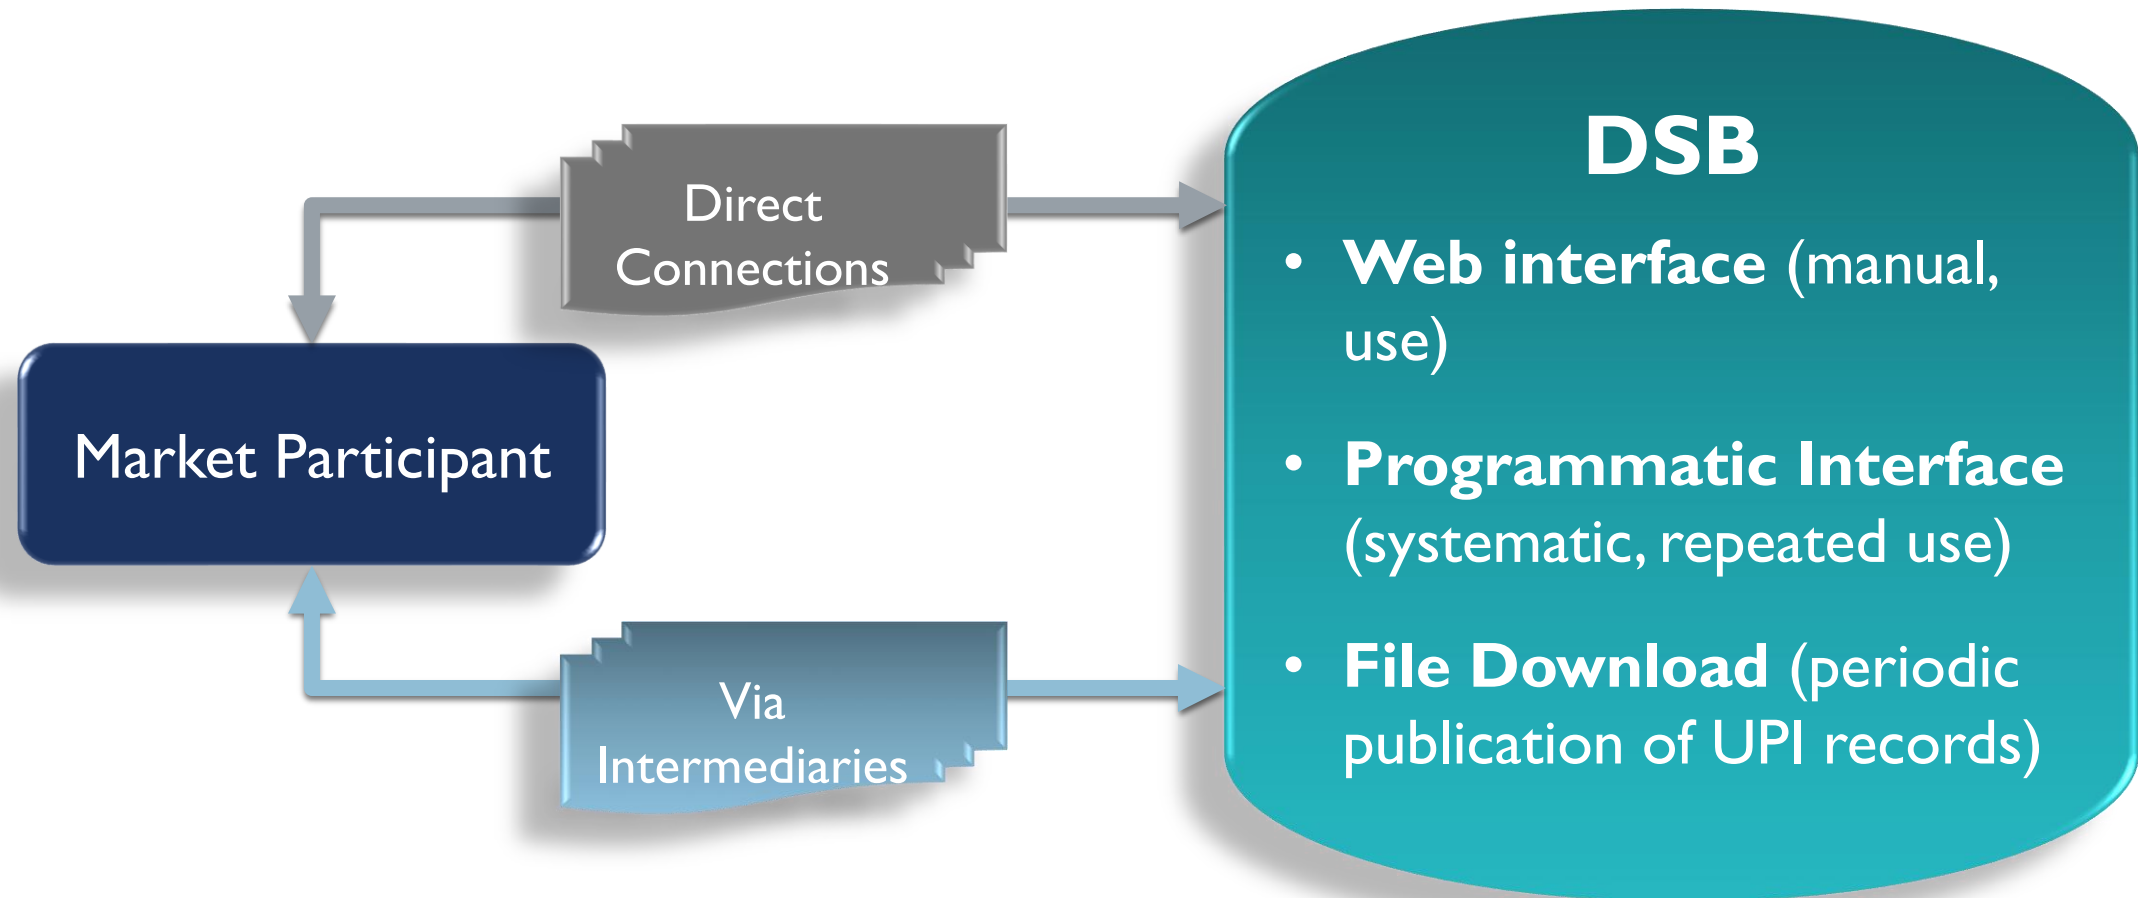 Direct
Connections
Market Participant
Via
Intermediaries
DSB
• Web interface (manual,
use)
• Programmatic Interface
(systematic, repeated use)
• File Download (periodic
publication of UPI records)